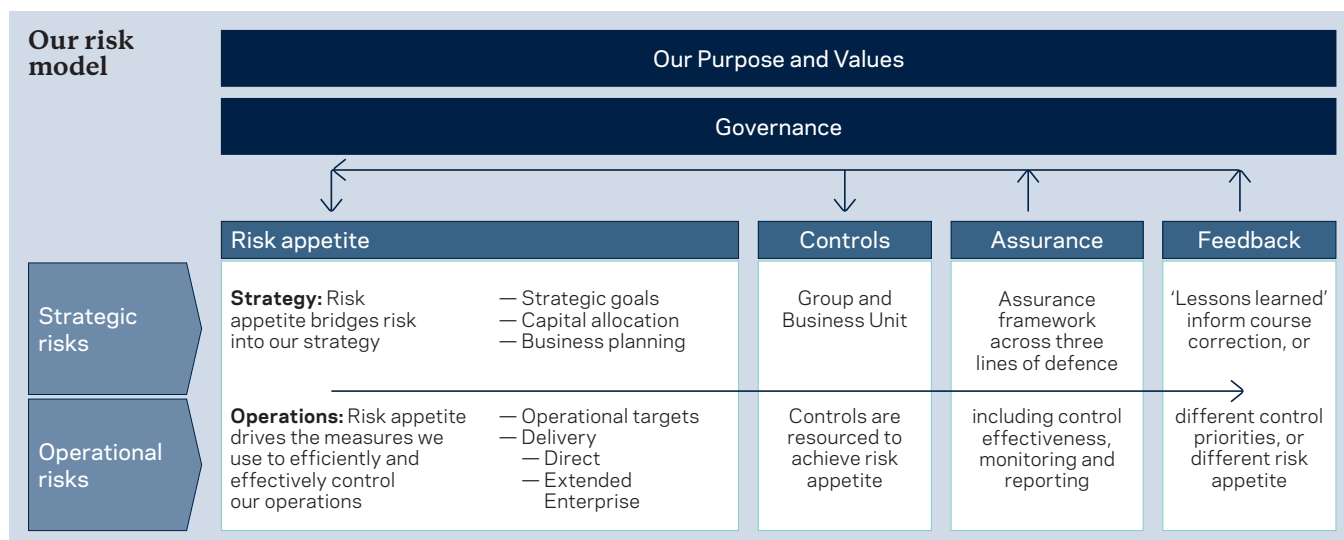 Our risk
model
Our Purpose and Values
Governance
Risk appetite
Controls
Assurance
Feedback
Strategic
risks
Strategy: Risk
appetite bridges risk
into our strategy
— Strategic goals
— Capital allocation
— Business planning
Group and
Business Unit
Assurance
framework
across three
lines of defence
‘Lessons learned’
inform course
correction, or
Operational
risks
Operations: Risk appetite
drives the measures we
use to efficiently and
effectively control
our operations
— Operational targets
— Delivery
— Direct
— Extended
Enterprise
Controls are
resourced to
achieve risk
appetite
including control
effectiveness,
monitoring and
reporting
different control
priorities, or
different risk
appetite